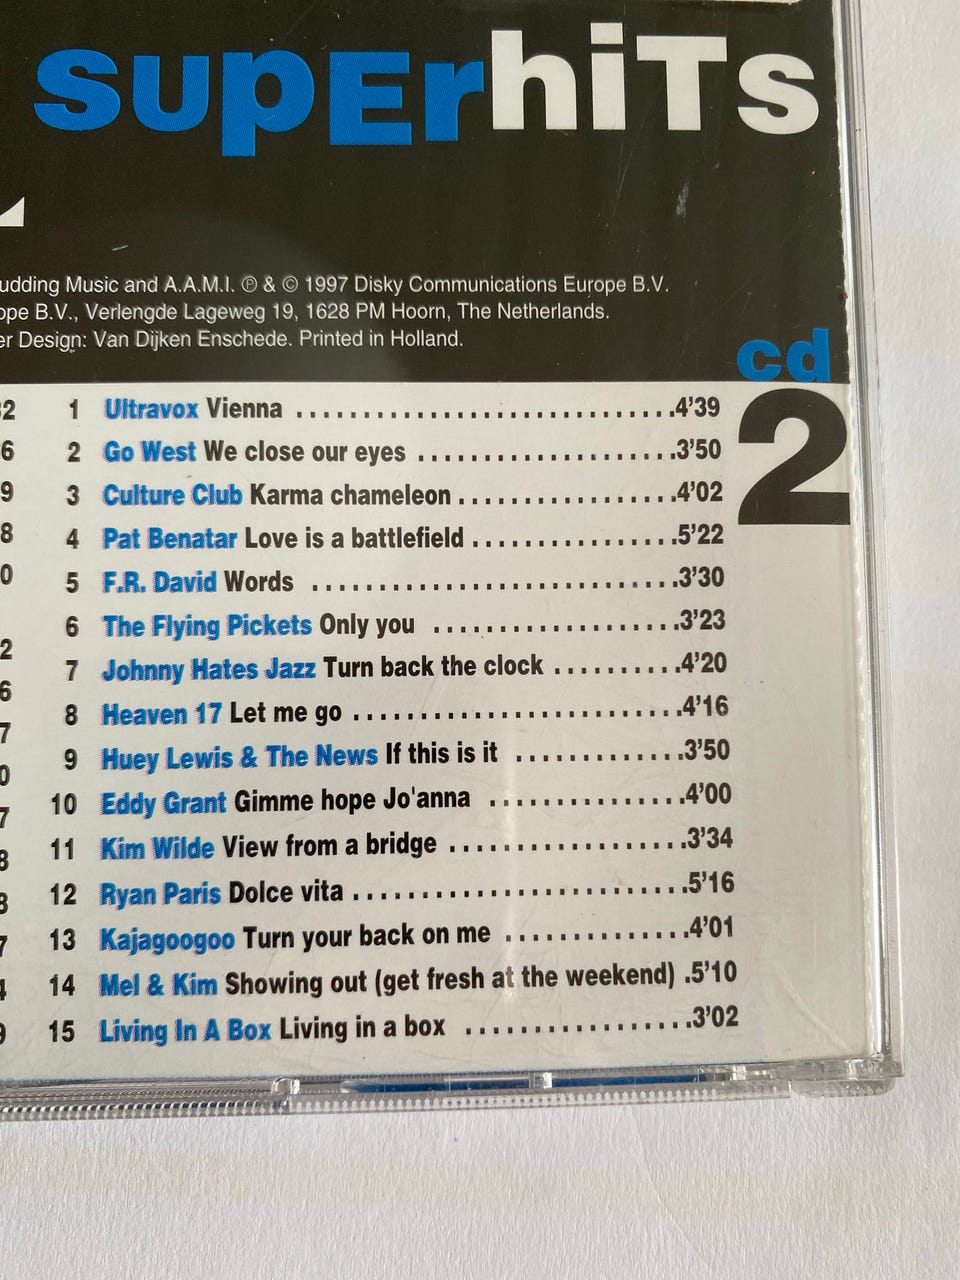 supErhiTs
Music and A.A.M.I. ℗ & © 1997 Disky Communications Europe B.V.
B.V., Verlengde Lageweg 19, 1628 PM Hoorn, The Netherlands.
Design: Van Dijken Enschede. Printed in Holland.
cd
2
1 Ultravox Vienna ............................4'39
2 Go West We close our eyes ....................3'50
3 Culture Club Karma chameleon .................4'02
4 Pat Benatar Love is a battlefield ................5'22
5 F.R. David Words ............................3'30
6 The Flying Pickets Only you ...................3'23
7 Johnny Hates Jazz Turn back the clock ..........4'20
8 Heaven 17 Let me go .........................4'16
9 Huey Lewis & The News If this is it .............3'50
10 Eddy Grant Gimme hope Jo'anna ...............4'00
11 Kim Wilde View from a bridge ..................3'34
12 Ryan Paris Dolce vita .........................5'16
13 Kajagoogoo Turn your back on me ..............4'01
14 Mel & Kim Showing out (get fresh at the weekend) .5'10
15 Living In A Box Living in a box .................3'02